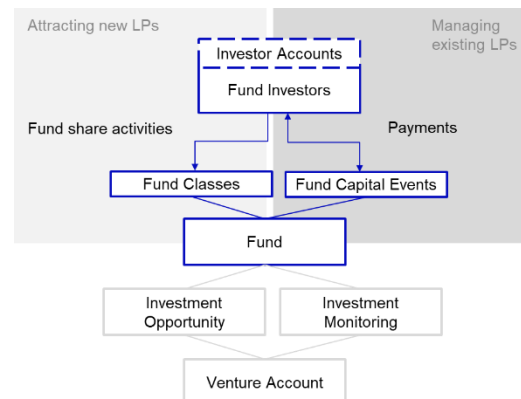 Attracting new LPs
Managing
existing LPs
Investor Accounts
Fund Investors
Fund share activities
Payments
Fund Classes
Fund Capital Events
Fund
Investment
Opportunity
Investment
Monitoring
Venture Account